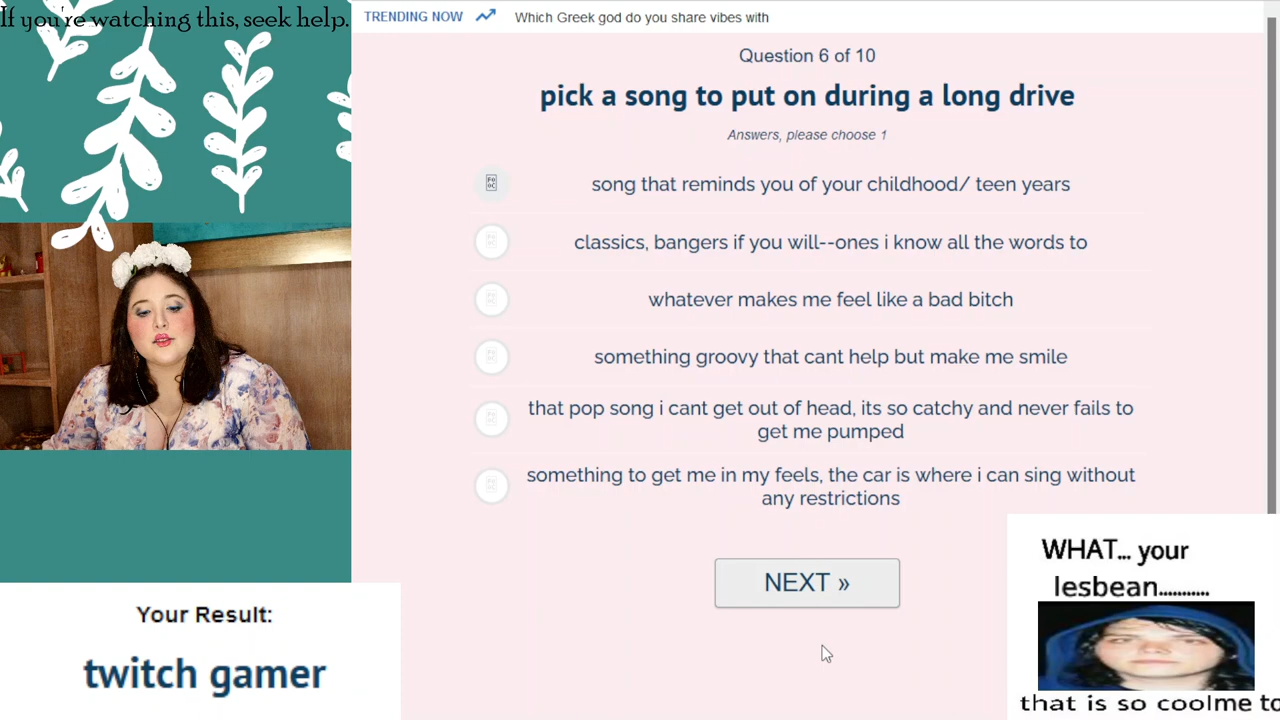 If you're watching this, seek help.
TRENDING NOW Which Greek god do you share vibes with
Question 6 of 10
pick a song to put on during a long drive
Answers, please choose 1
song that reminds you of your childhood/ teen years
classics, bangers if you will--ones i know all the words to
whatever makes me feel like a bad bitch
something groovy that cant help but make me smile
that pop song i cant get out of head, its so catchy and never fails to
get me pumped
something to get me in my feels, the car is where i can sing without
any restrictions
NEXT »
Your Result:
twitch gamer
WHAT... your
lesbean...........
that is so coolme to